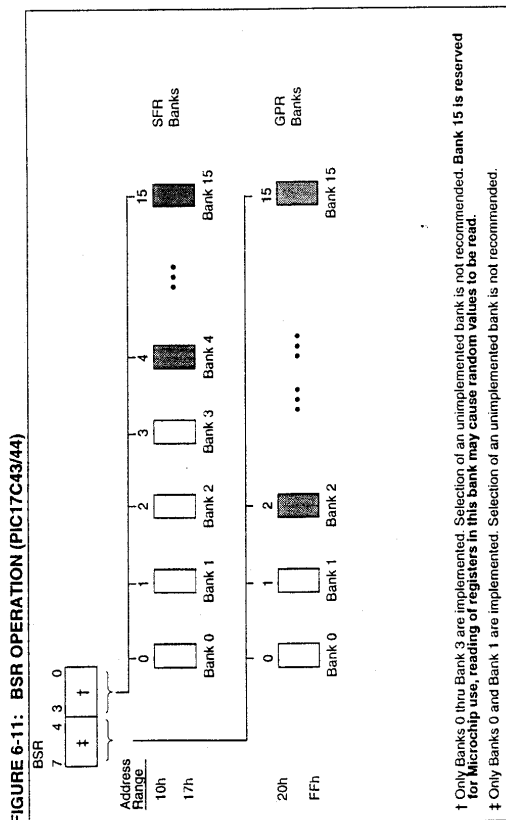 FIGURE 6-11: BSR OPERATION (PIC17C43/44)
BSR
7 4 3 0
‡ †
Address
Range
0 1 2 3 4 15
10h
17h
SFR
Banks
Bank 0 Bank 1 Bank 2 Bank 3 Bank 4 ••• Bank 15
0 1 2 15
20h
FFh
GPR
Banks
Bank 0 Bank 1 Bank 2 ••• ••• Bank 15
† Only Banks 0 thru Bank 3 are implemented. Selection of an unimplemented bank is not recommended. Bank 15 is reserved
for Microchip use, reading of registers in this bank may cause random values to be read.
‡ Only Banks 0 and Bank 1 are implemented. Selection of an unimplemented bank is not recommended.